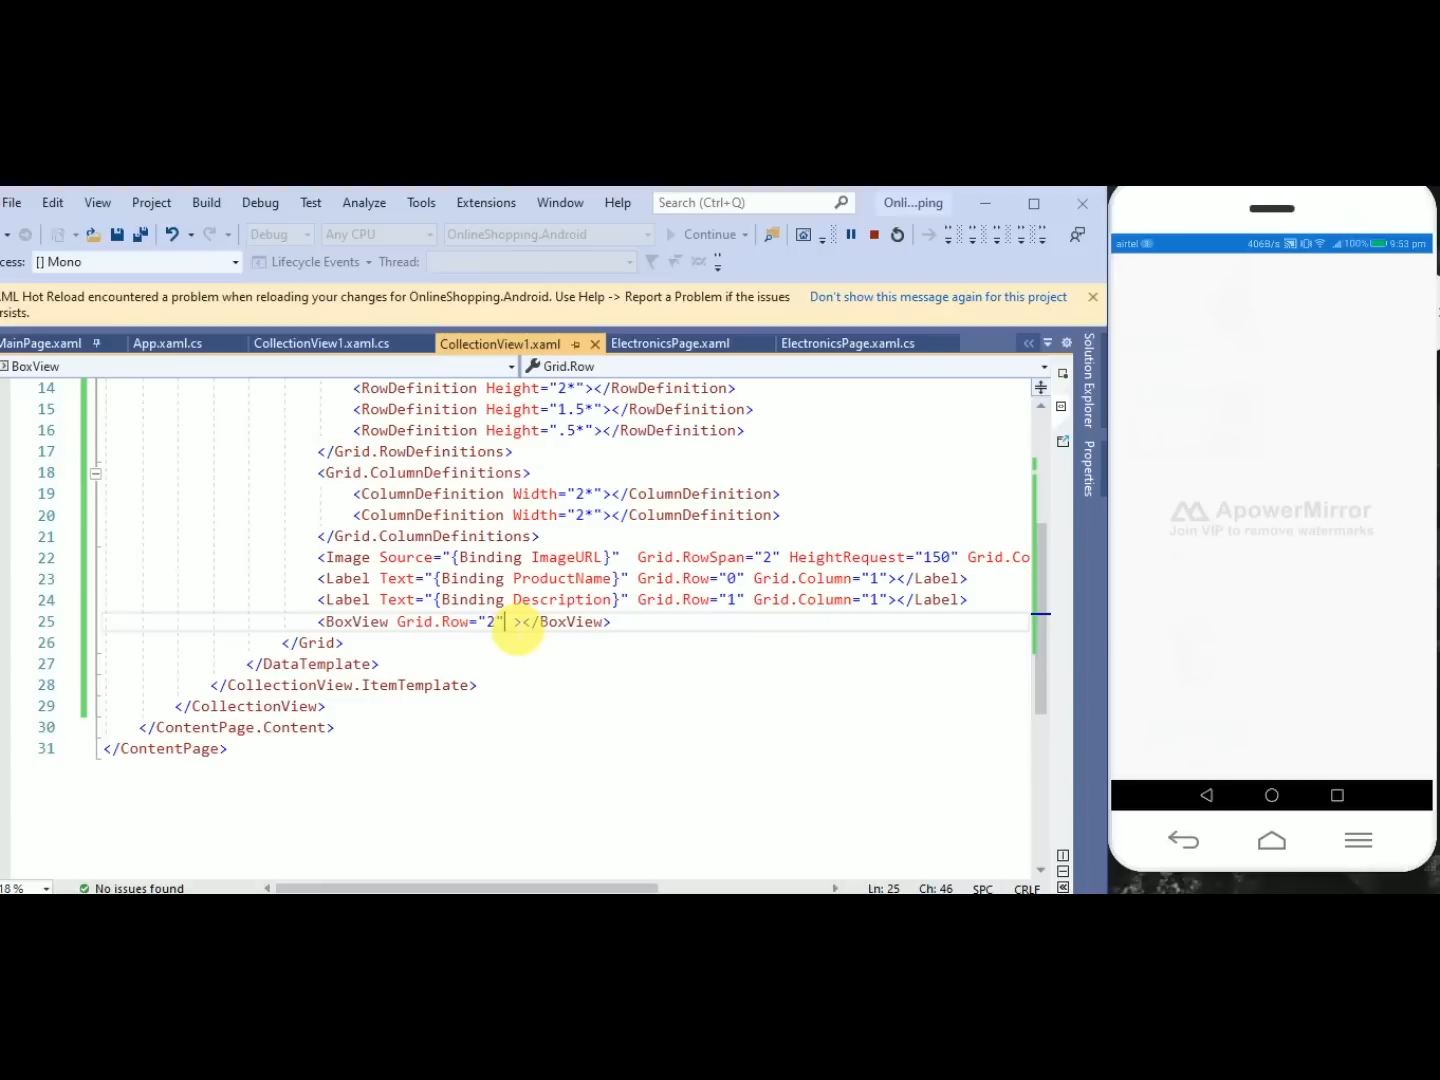 File Edit View Project Build Debug Test Analyze Tools Extensions Window Help Search (Ctrl+Q) Onli...ping
Debug Any CPU OnlineShopping.Android Continue
cess: [] Mono Lifecycle Events Thread:
AML Hot Reload encountered a problem when reloading your changes for OnlineShopping.Android. Use Help -> Report a Problem if the issues
rsists.
Don't show this message again for this project
MainPage.xaml App.xaml.cs CollectionView1.xaml.cs CollectionView1.xaml ElectronicsPage.xaml ElectronicsPage.xaml.cs
BoxView Grid.Row
14 <RowDefinition Height="2*"></RowDefinition>
15 <RowDefinition Height="1.5*"></RowDefinition>
16 <RowDefinition Height=".5*"></RowDefinition>
17 </Grid.RowDefinitions>
18 <Grid.ColumnDefinitions>
19 <ColumnDefinition Width="2*"></ColumnDefinition>
20 <ColumnDefinition Width="2*"></ColumnDefinition>
21 </Grid.ColumnDefinitions>
22 <Image Source="{Binding ImageURL}" Grid.RowSpan="2" HeightRequest="150" Grid.Co
23 <Label Text="{Binding ProductName}" Grid.Row="0" Grid.Column="1"></Label>
24 <Label Text="{Binding Description}" Grid.Row="1" Grid.Column="1"></Label>
25 <BoxView Grid.Row="2" ></BoxView>
26 </Grid>
27 </DataTemplate>
28 </CollectionView.ItemTemplate>
29 </CollectionView>
30 </ContentPage.Content>
31 </ContentPage>
18 % No issues found Ln: 25 Ch: 46 SPC CRLF
Solution Explorer
Properties
airtel 406B/s 100% 9:53 pm
ApowerMirror
Join VIP to remove watermarks